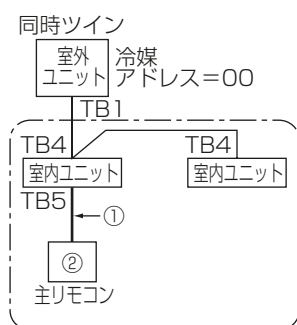 同時ツイン
室外
ユニット
冷媒
アドレス=00
TB1
TB4
TB4
室内ユニット
室内ユニット
TB5
①
②
主リモコン